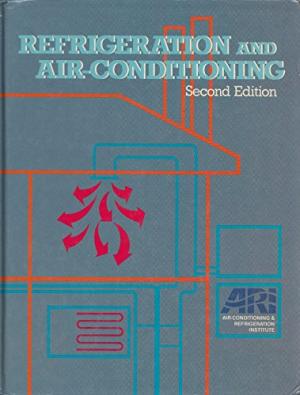 REFRIGERATION AND
AIR-CONDITIONING
Second Edition
ARI
AIR-CONDITIONING &
REFRIGERATION
INSTITUTE